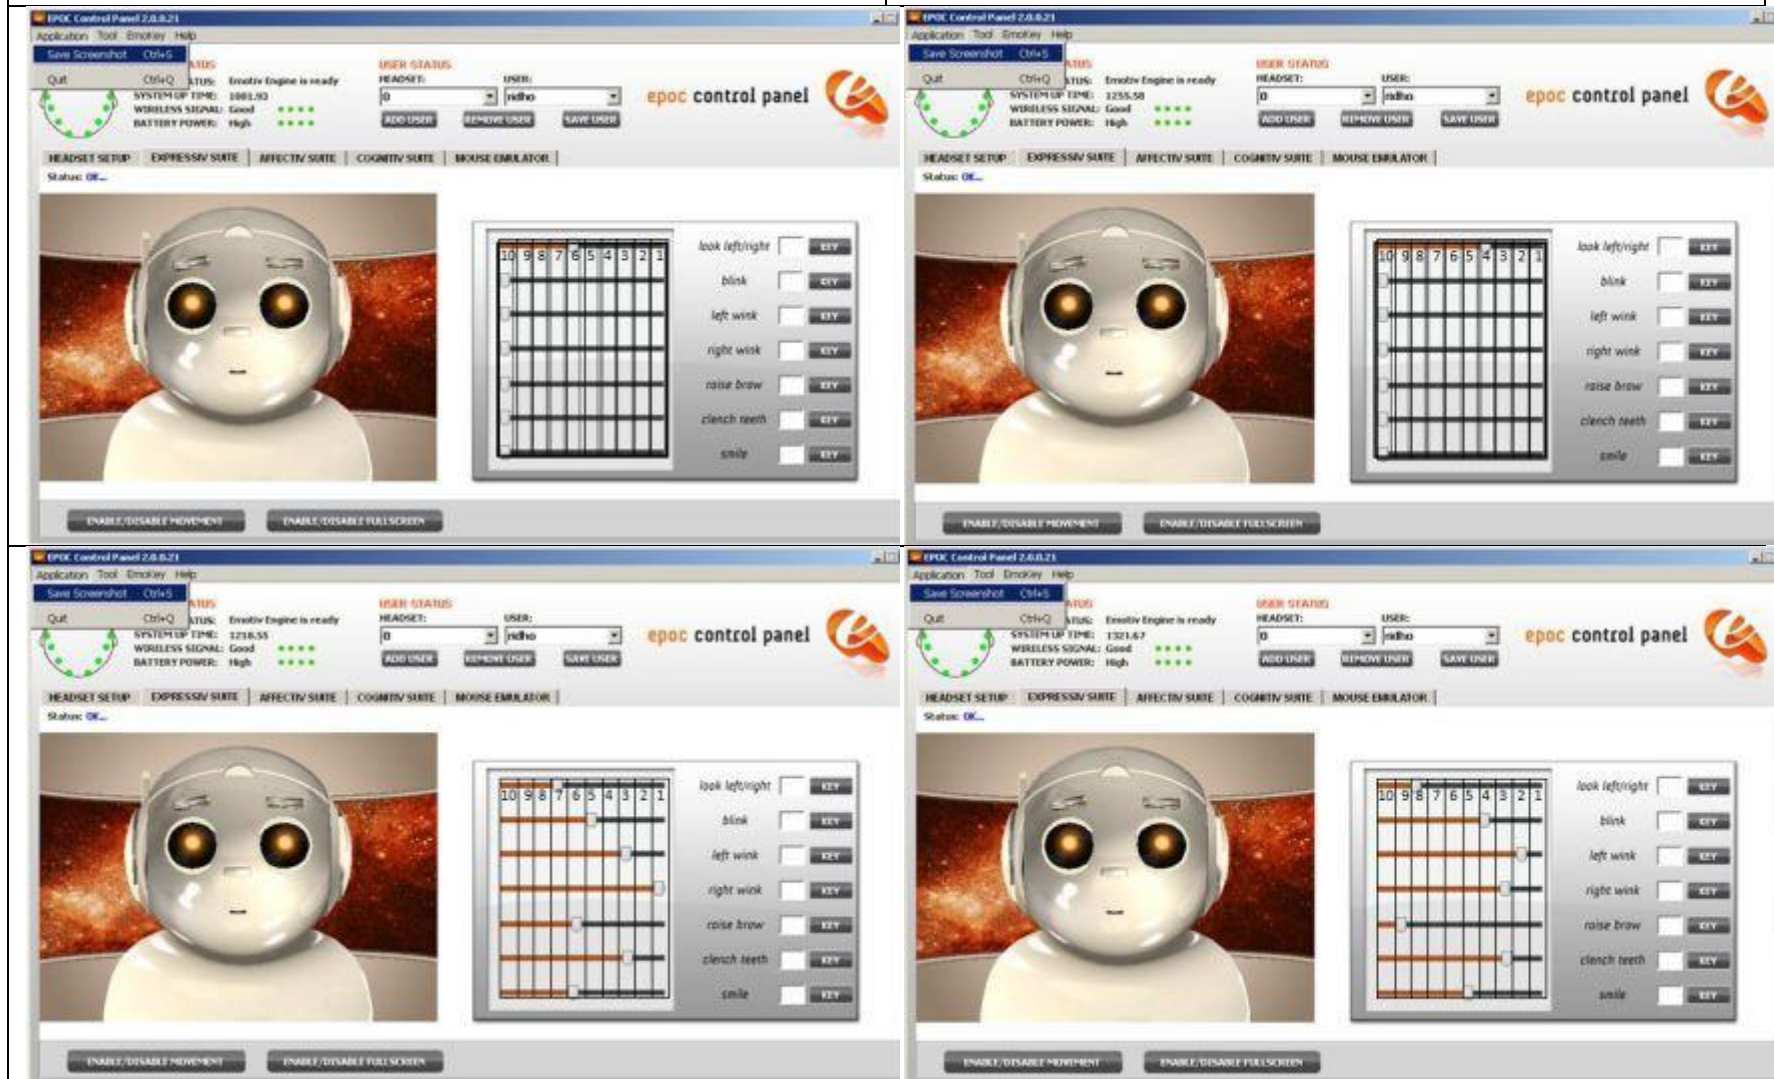 EPOC Control Panel 2.0.0.21
Application Tool EmoKey Help
Save Screenshot Ctrl+S
Quit Ctrl+Q
STATUS: Emotiv Engine is ready
SYSTEM UP TIME: 1081.93
WIRELESS SIGNAL: Good
BATTERY POWER: High
USER STATUS
HEADSET: USER:
0 ridho
ADD USER REMOVE USER SAVE USER
epoc control panel
HEADSET SETUP EXPRESSIV SUITE AFFECTIV SUITE COGNITIV SUITE MOUSE EMULATOR
Status: OK...
10 9 8 7 6 5 4 3 2 1
look left/right KEY
blink KEY
left wink KEY
right wink KEY
raise brow KEY
clench teeth KEY
smile KEY
ENABLE/DISABLE MOVEMENT ENABLE/DISABLE FULLSCREEN
EPOC Control Panel 2.0.0.21
Application Tool EmoKey Help
Save Screenshot Ctrl+S
Quit Ctrl+Q
STATUS: Emotiv Engine is ready
SYSTEM UP TIME: 1255.58
WIRELESS SIGNAL: Good
BATTERY POWER: High
USER STATUS
HEADSET: USER:
0 ridho
ADD USER REMOVE USER SAVE USER
epoc control panel
HEADSET SETUP EXPRESSIV SUITE AFFECTIV SUITE COGNITIV SUITE MOUSE EMULATOR
Status: OK...
10 9 8 7 6 5 4 3 2 1
look left/right KEY
blink KEY
left wink KEY
right wink KEY
raise brow KEY
clench teeth KEY
smile KEY
ENABLE/DISABLE MOVEMENT ENABLE/DISABLE FULLSCREEN
EPOC Control Panel 2.0.0.21
Application Tool EmoKey Help
Save Screenshot Ctrl+S
Quit Ctrl+Q
STATUS: Emotiv Engine is ready
SYSTEM UP TIME: 1218.55
WIRELESS SIGNAL: Good
BATTERY POWER: High
USER STATUS
HEADSET: USER:
0 ridho
ADD USER REMOVE USER SAVE USER
epoc control panel
HEADSET SETUP EXPRESSIV SUITE AFFECTIV SUITE COGNITIV SUITE MOUSE EMULATOR
Status: OK...
10 9 8 7 6 5 4 3 2 1
look left/right KEY
blink KEY
left wink KEY
right wink KEY
raise brow KEY
clench teeth KEY
smile KEY
ENABLE/DISABLE MOVEMENT ENABLE/DISABLE FULLSCREEN
EPOC Control Panel 2.0.0.21
Application Tool EmoKey Help
Save Screenshot Ctrl+S
Quit Ctrl+Q
STATUS: Emotiv Engine is ready
SYSTEM UP TIME: 1321.67
WIRELESS SIGNAL: Good
BATTERY POWER: High
USER STATUS
HEADSET: USER:
0 ridho
ADD USER REMOVE USER SAVE USER
epoc control panel
HEADSET SETUP EXPRESSIV SUITE AFFECTIV SUITE COGNITIV SUITE MOUSE EMULATOR
Status: OK...
10 9 8 7 6 5 4 3 2 1
look left/right KEY
blink KEY
left wink KEY
right wink KEY
raise brow KEY
clench teeth KEY
smile KEY
ENABLE/DISABLE MOVEMENT ENABLE/DISABLE FULLSCREEN